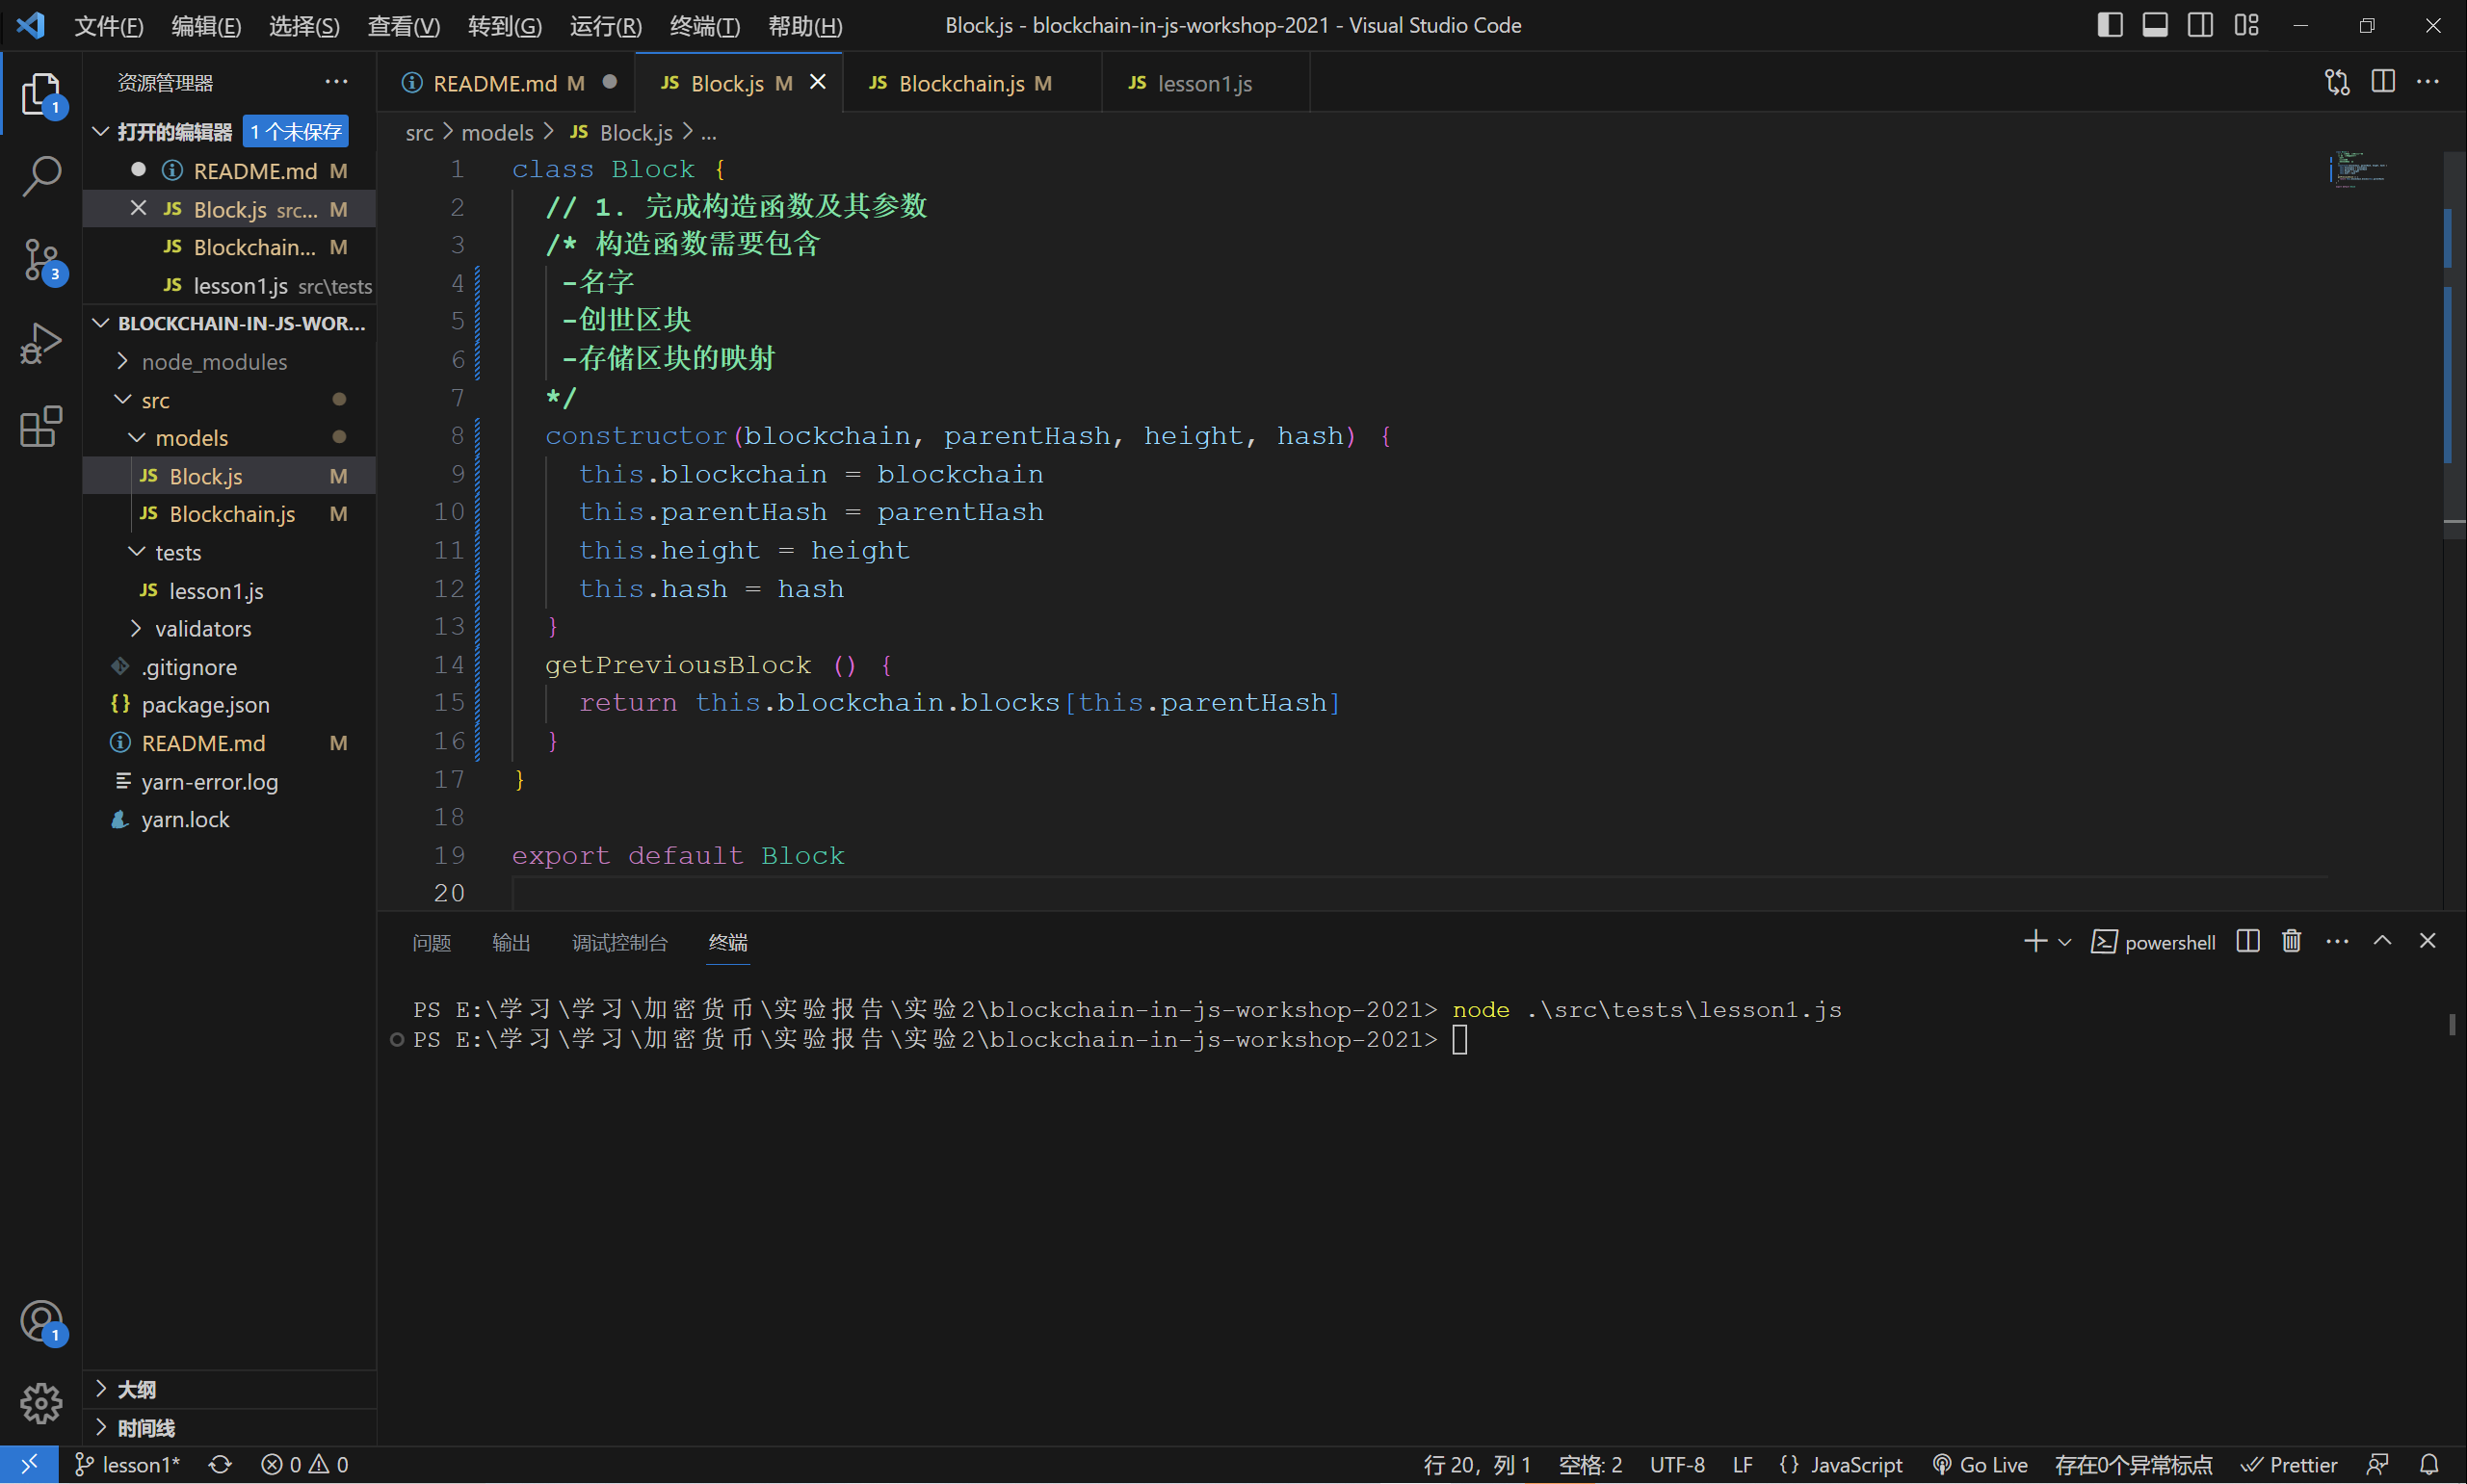 文件(F) 编辑(E) 选择(S) 查看(V) 转到(G) 运行(R) 终端(T) 帮助(H) Block.js - blockchain-in-js-workshop-2021 - Visual Studio Code
资源管理器
README.md M
JS Block.js M
JS Blockchain.js M
JS lesson1.js
1
打开的编辑器 1 个未保存
README.md M
JS Block.js src... M
JS Blockchain... M
JS lesson1.js src\tests
3
BLOCKCHAIN-IN-JS-WOR...
node_modules
src
models
JS Block.js M
JS Blockchain.js M
tests
JS lesson1.js
validators
.gitignore
{} package.json
README.md M
yarn-error.log
yarn.lock
1
大纲
时间线
src > models > JS Block.js > ...
1 class Block {
2 // 1. 完成构造函数及其参数
3 /* 构造函数需要包含
4 -名字
5 -创世区块
6 -存储区块的映射
7 */
8 constructor(blockchain, parentHash, height, hash) {
9 this.blockchain = blockchain
10 this.parentHash = parentHash
11 this.height = height
12 this.hash = hash
13 }
14 getPreviousBlock () {
15 return this.blockchain.blocks[this.parentHash]
16 }
17 }
18
19 export default Block
20
问题 输出 调试控制台 终端 powershell
PS E:\学习\学习\加密货币\实验报告\实验2\blockchain-in-js-workshop-2021> node .\src\tests\lesson1.js
PS E:\学习\学习\加密货币\实验报告\实验2\blockchain-in-js-workshop-2021>
lesson1* 0 0 行 20，列 1 空格: 2 UTF-8 LF {} JavaScript Go Live 存在0个异常标点 Prettier